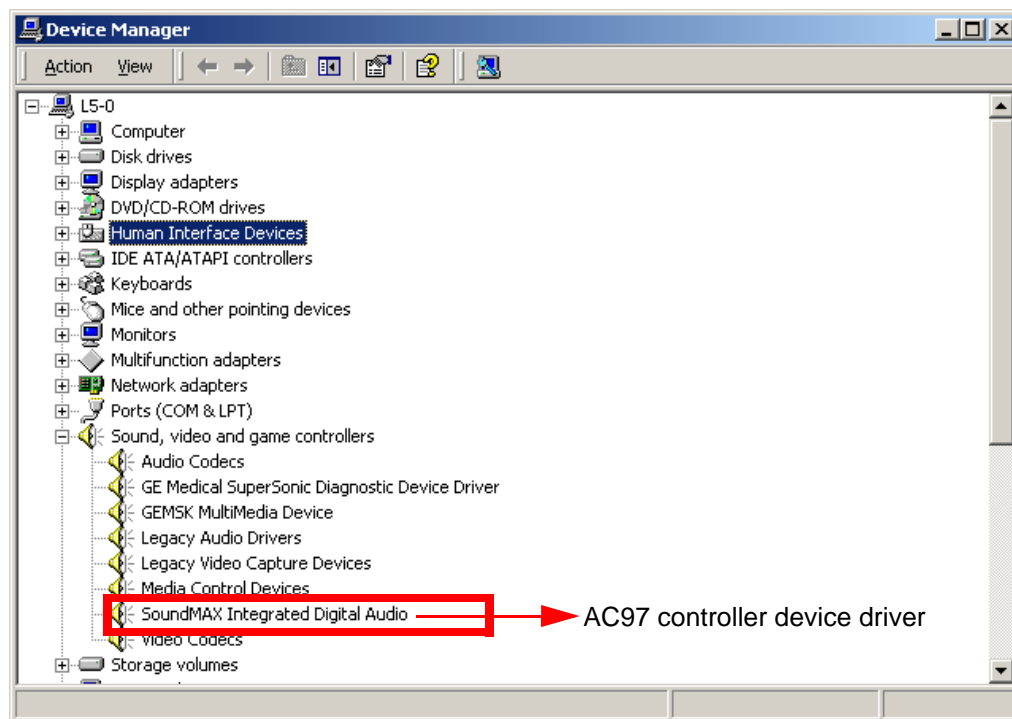 Device Manager
Action View
L5-0
Computer
Disk drives
Display adapters
DVD/CD-ROM drives
Human Interface Devices
IDE ATA/ATAPI controllers
Keyboards
Mice and other pointing devices
Monitors
Multifunction adapters
Network adapters
Ports (COM & LPT)
Sound, video and game controllers
Audio Codecs
GE Medical SuperSonic Diagnostic Device Driver
GEMSK MultiMedia Device
Legacy Audio Drivers
Legacy Video Capture Devices
Media Control Devices
SoundMAX Integrated Digital Audio AC97 controller device driver
Video Codecs
Storage volumes